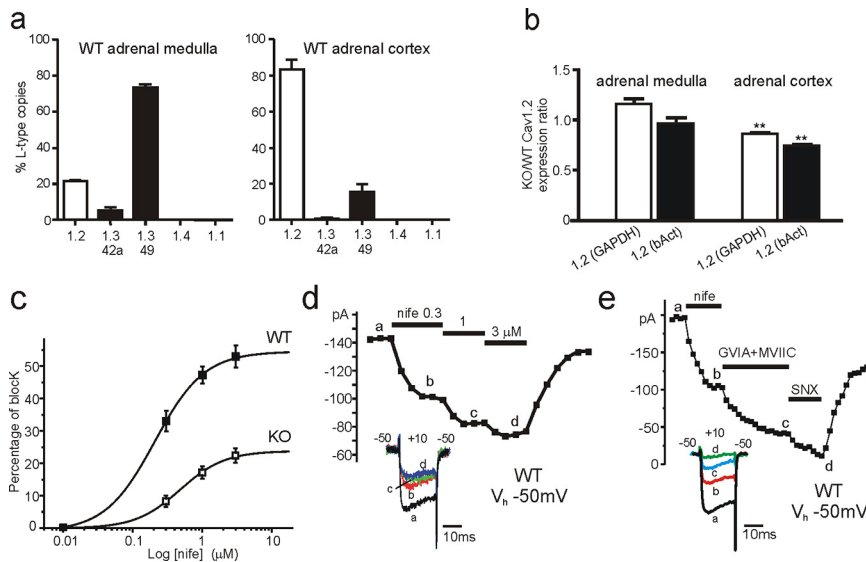 a
WT adrenal medulla
WT adrenal cortex
% L-type copies
100
80
60
40
20
0
1.2
1.3
42a
1.3
49
1.4
1.1
100
80
60
40
20
0
1.2
1.3
42a
1.3
49
1.4
1.1
b
KO/WT Cav1.2
expression ratio
1.5
1.0
0.5
0.0
adrenal medulla
adrenal cortex
**
**
1.2 (GAPDH)
1.2 (bAct)
1.2 (GAPDH)
1.2 (bAct)
c
Percentage of blocK
50
40
30
20
10
0
WT
KO
0.01
0.1
1
10
Log [nife] (µM)
d
pA
-140
-120
-100
-80
-60
a
nife 0.3
1
3 µM
b
c
d
-50
+10
-50
d
c
b
a
10ms
WT
Vh -50mV
e
pA
-150
-100
-50
0
a
nife
b
GVIA+MVIIC
c
SNX
d
-50
+10
-50
d
c
b
a
10ms
WT
Vh -50mV